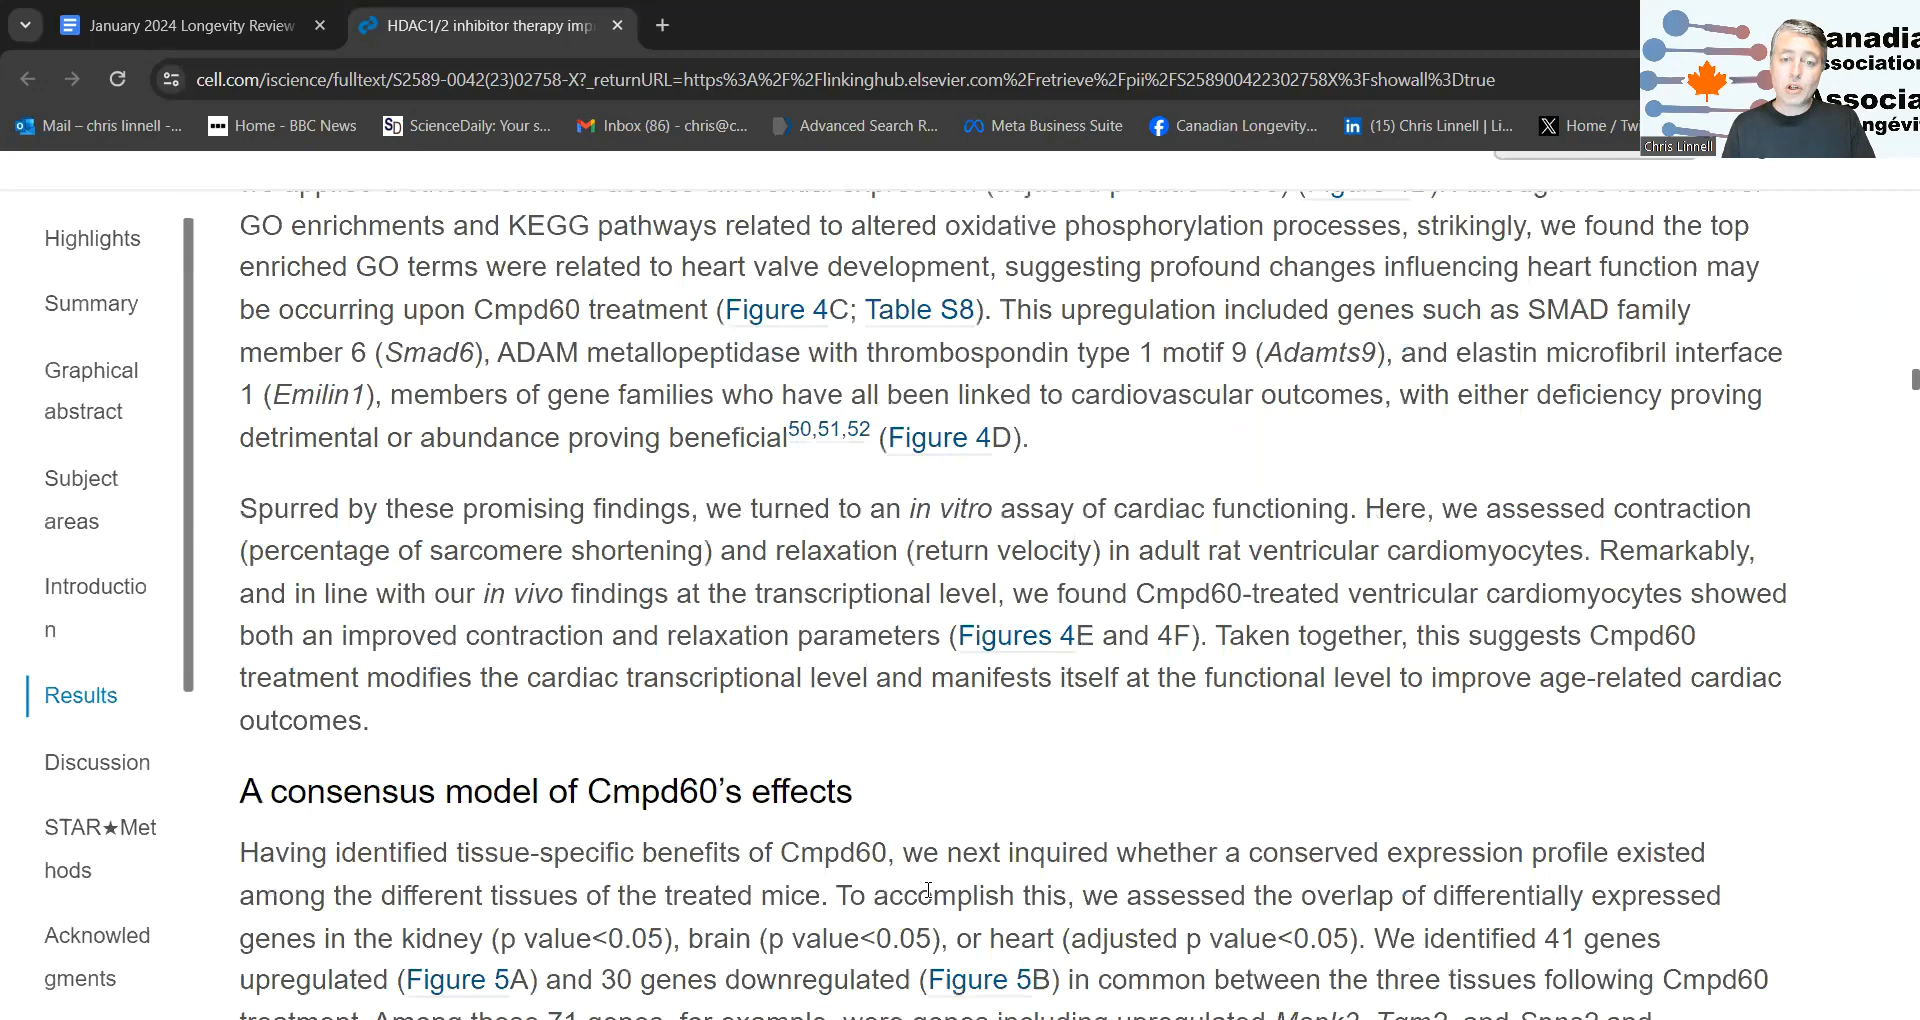 January 2024 Longevity Review
HDAC1/2 inhibitor therapy imp
cell.com/iscience/fulltext/S2589-0042(23)02758-X?_returnURL=https%3A%2F%2Flinkinghub.elsevier.com%2Fretrieve%2Fpii%2FS258900422302758X%3Fshowall%3Dtrue
Mail – chris linnell -... Home - BBC News ScienceDaily: Your s... Inbox (86) - chris@c... Advanced Search R... Meta Business Suite Canadian Longevity... (15) Chris Linnell | Li... Home / Twi
anadia
ssociation
Associa
ongévi
Chris Linnell
Highlights
Summary
Graphical
abstract
Subject
areas
Introductio
n
Results
Discussion
STAR★Met
hods
Acknowled
gments
GO enrichments and KEGG pathways related to altered oxidative phosphorylation processes, strikingly, we found the top
enriched GO terms were related to heart valve development, suggesting profound changes influencing heart function may
be occurring upon Cmpd60 treatment (Figure 4C; Table S8). This upregulation included genes such as SMAD family
member 6 (Smad6), ADAM metallopeptidase with thrombospondin type 1 motif 9 (Adamts9), and elastin microfibril interface
1 (Emilin1), members of gene families who have all been linked to cardiovascular outcomes, with either deficiency proving
detrimental or abundance proving beneficial50,51,52 (Figure 4D).
Spurred by these promising findings, we turned to an in vitro assay of cardiac functioning. Here, we assessed contraction
(percentage of sarcomere shortening) and relaxation (return velocity) in adult rat ventricular cardiomyocytes. Remarkably,
and in line with our in vivo findings at the transcriptional level, we found Cmpd60-treated ventricular cardiomyocytes showed
both an improved contraction and relaxation parameters (Figures 4E and 4F). Taken together, this suggests Cmpd60
treatment modifies the cardiac transcriptional level and manifests itself at the functional level to improve age-related cardiac
outcomes.
A consensus model of Cmpd60’s effects
Having identified tissue-specific benefits of Cmpd60, we next inquired whether a conserved expression profile existed
among the different tissues of the treated mice. To accomplish this, we assessed the overlap of differentially expressed
genes in the kidney (p value<0.05), brain (p value<0.05), or heart (adjusted p value<0.05). We identified 41 genes
upregulated (Figure 5A) and 30 genes downregulated (Figure 5B) in common between the three tissues following Cmpd60